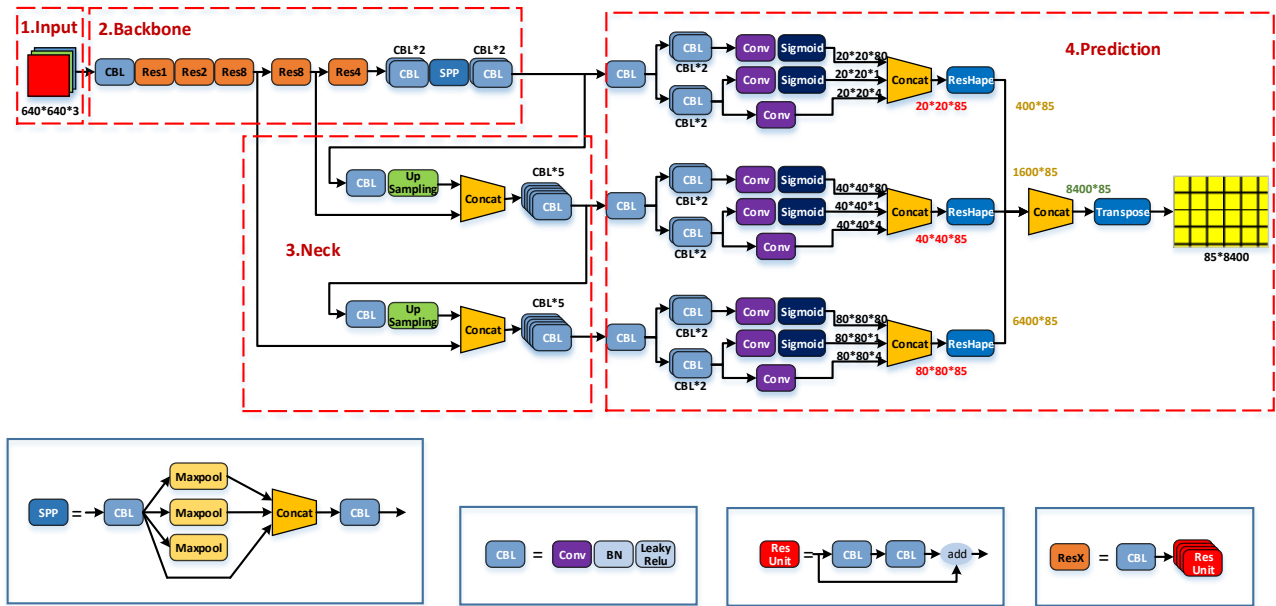 1.Input
640*640*3
2.Backbone
CBL
Res1
Res2
Res8
Res8
Res4
CBL*2
CBL
SPP
CBL*2
CBL
3.Neck
CBL
Up
Sampling
Concat
CBL*5
CBL
CBL
Up
Sampling
Concat
CBL*5
CBL
4.Prediction
CBL
CBL
CBL*2
CBL
CBL*2
Conv
Sigmoid
Conv
Sigmoid
Conv
20*20*80
20*20*1
20*20*4
Concat
20*20*85
ResHape
400*85
CBL
CBL
CBL*2
CBL
CBL*2
Conv
Sigmoid
Conv
Sigmoid
Conv
40*40*80
40*40*1
40*40*4
Concat
40*40*85
ResHape
1600*85
CBL
CBL
CBL*2
CBL
CBL*2
Conv
Sigmoid
Conv
Sigmoid
Conv
80*80*80
80*80*1
80*80*4
Concat
80*80*85
ResHape
6400*85
Concat
8400*85
Transpose
85*8400
SPP
=
CBL
Maxpool
Maxpool
Maxpool
Concat
CBL
CBL
=
Conv
BN
Leaky
Relu
Res
Unit
=
CBL
CBL
add
ResX
=
CBL
Res
Unit